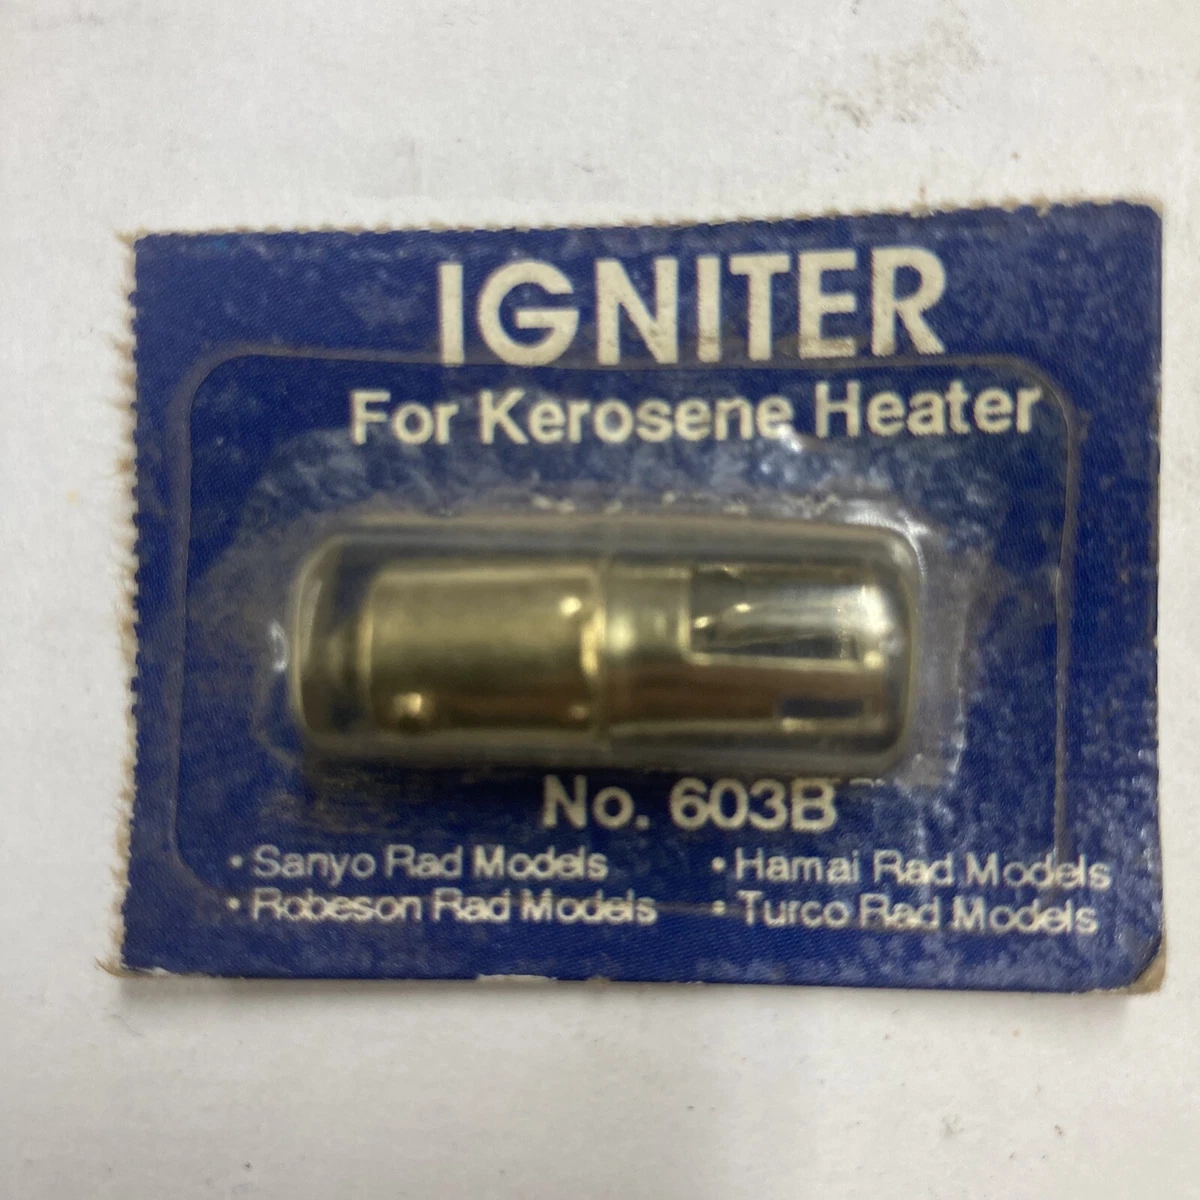 IGNITER
For Kerosene Heater
No. 603B
• Sanyo Rad Models
• Hamai Rad Models
• Robeson Rad Models
• Turco Rad Models